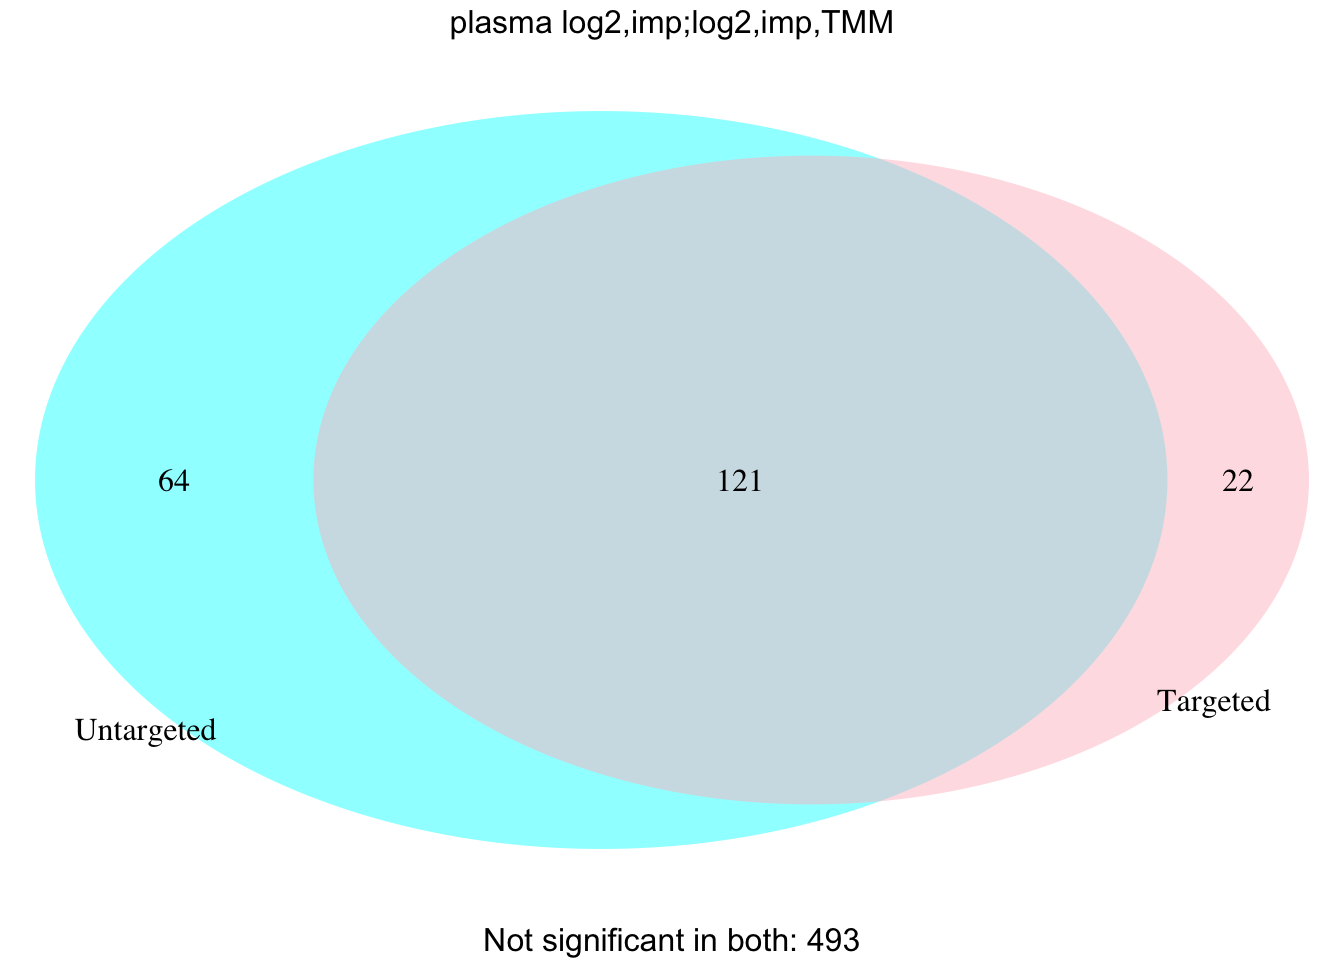 plasma log2,imp;log2,imp,TMM
64
121
22
Targeted
Untargeted
Not significant in both: 493